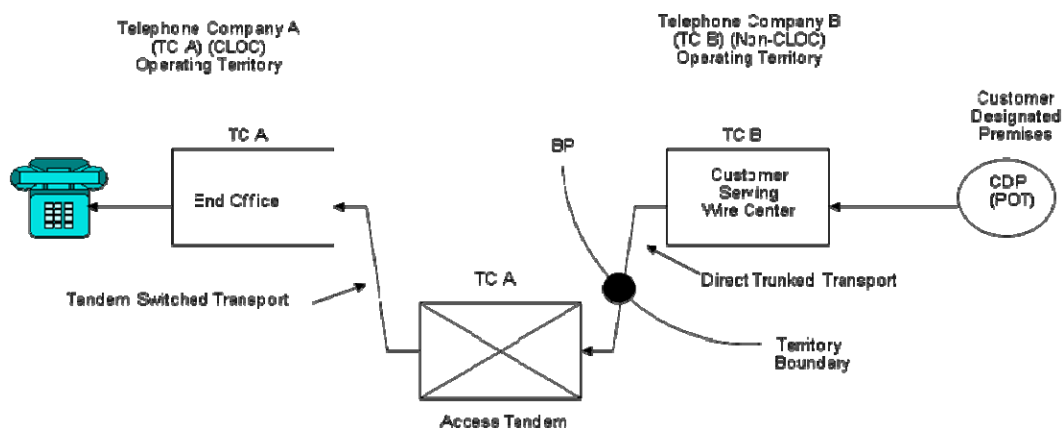 Telephone Company A
(TC A) (CLOC)
Operating Territory
Telephone Company B
(TC B) (Non-CLOC)
Operating Territory
Customer
Designated
Premises
TC A
BP
TC B
End Office
Customer
Serving
Wire Center
CDP
(POT)
Tandem Switched Transport
TC A
Direct Trunked Transport
Territory
Boundary
Access Tandem